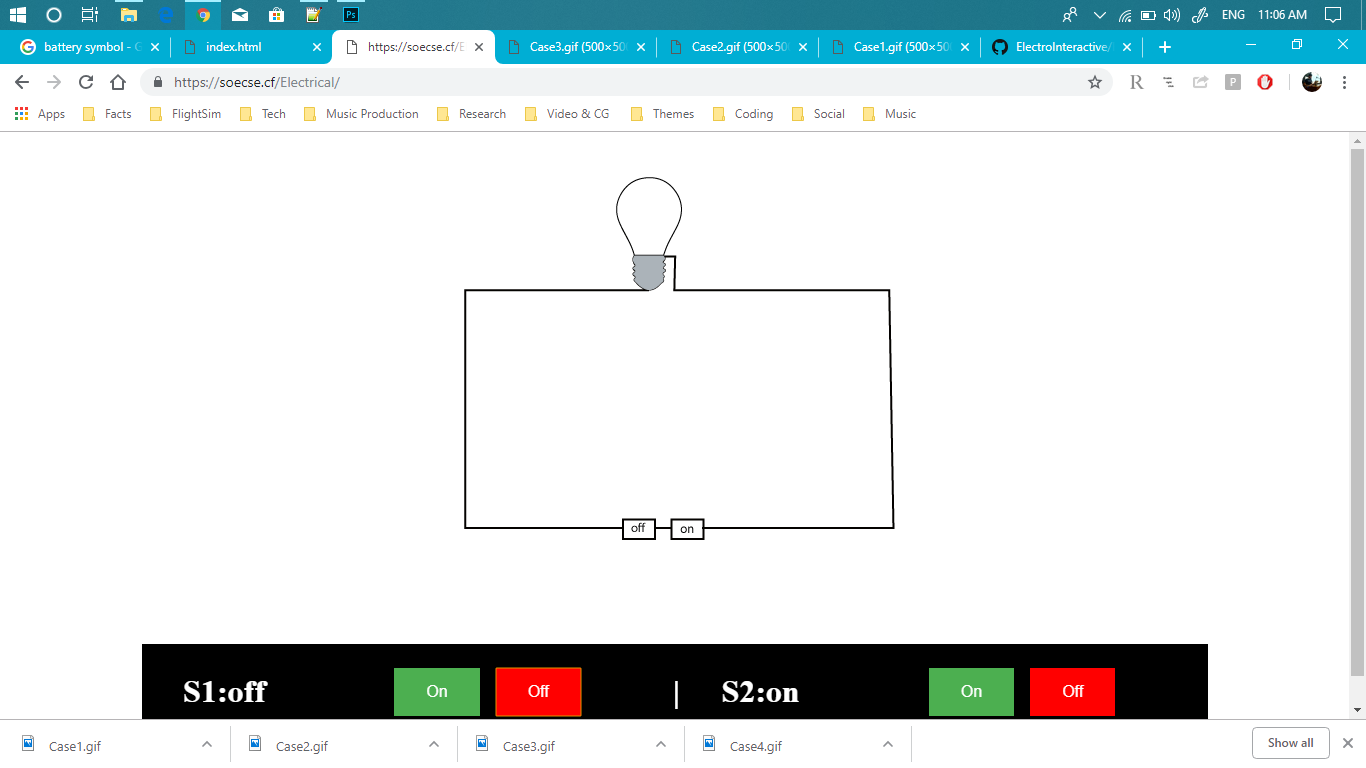 ENG 11:06 AM
battery symbol - G
index.html
https://soecse.cf/E
Case3.gif (500×50
Case2.gif (500×50
Case1.gif (500×50
ElectroInteractive/
https://soecse.cf/Electrical/
R
P
Apps Facts FlightSim Tech Music Production Research Video & CG Themes Coding Social Music
off on
S1:off On Off | S2:on On Off
Case1.gif Case2.gif Case3.gif Case4.gif Show all